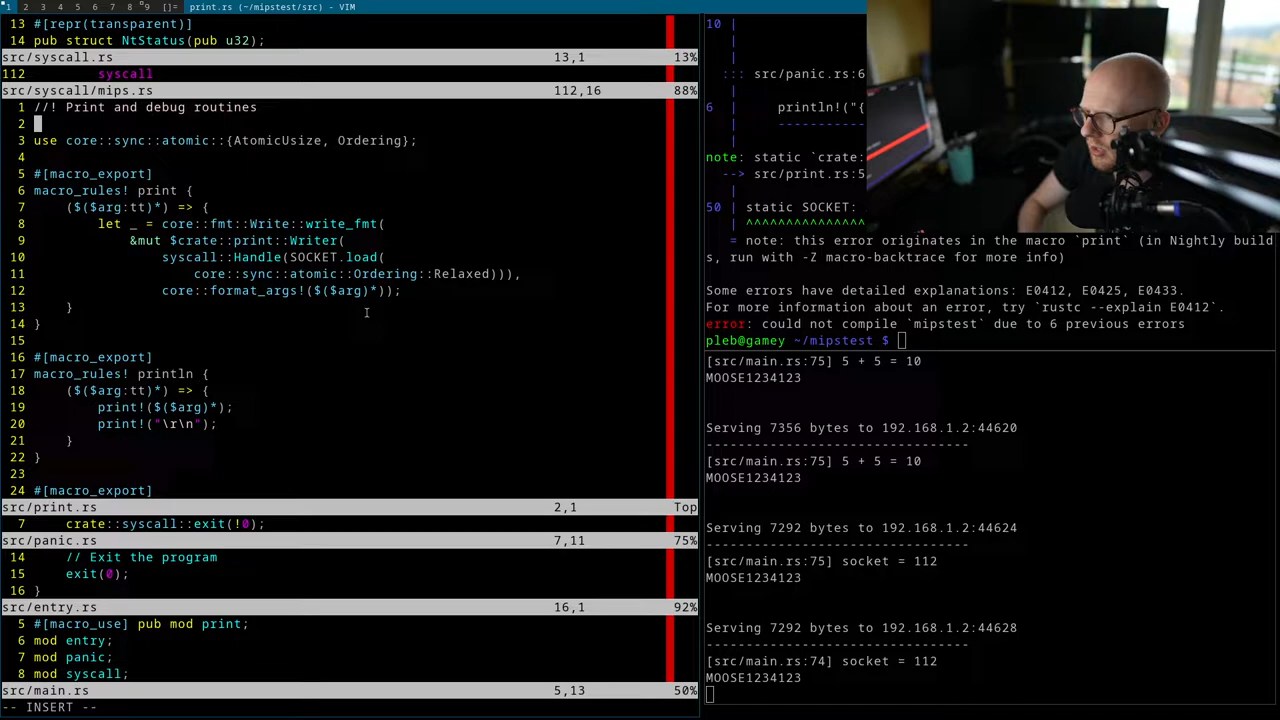 1 2 3 4 5 6 7 8 9 []= print.rs (~/mipstest/src) - VIM
13 #[repr(transparent)]
14 pub struct NtStatus(pub u32);
src/syscall.rs 13,1 13%
112 syscall
src/syscall/mips.rs 112,16 88%
1 //! Print and debug routines
2
3 use core::sync::atomic::{AtomicUsize, Ordering};
4
5 #[macro_export]
6 macro_rules! print {
7 ($($arg:tt)*) => {
8 let _ = core::fmt::Write::write_fmt(
9 &mut $crate::print::Writer(
10 syscall::Handle(SOCKET.load(
11 core::sync::atomic::Ordering::Relaxed))),
12 core::format_args!($($arg)*));
13 }
14 }
15
16 #[macro_export]
17 macro_rules! println {
18 ($($arg:tt)*) => {
19 print!($($arg)*);
20 print!("\r\n");
21 }
22 }
23
24 #[macro_export]
src/print.rs 2,1 Top
7 crate::syscall::exit(!0);
src/panic.rs 7,11 75%
14 // Exit the program
15 exit(0);
16 }
src/entry.rs 16,1 92%
5 #[macro_use] pub mod print;
6 mod entry;
7 mod panic;
8 mod syscall;
src/main.rs 5,13 50%
-- INSERT --
10 |
|
|
::: src/panic.rs:6
|
6 | println!("{
| -----------
|
note: static `crate:
--> src/print.rs:5
|
50 | static SOCKET:
| ^^^^^^^^^^^^^^
= note: this error originates in the macro `print` (in Nightly build
s, run with -Z macro-backtrace for more info)
Some errors have detailed explanations: E0412, E0425, E0433.
For more information about an error, try `rustc --explain E0412`.
error: could not compile `mipstest` due to 6 previous errors
pleb@gamey ~/mipstest $
[src/main.rs:75] 5 + 5 = 10
MOOSE1234123
Serving 7356 bytes to 192.168.1.2:44620
---------------------------------
[src/main.rs:75] 5 + 5 = 10
MOOSE1234123
Serving 7292 bytes to 192.168.1.2:44624
---------------------------------
[src/main.rs:75] socket = 112
MOOSE1234123
Serving 7292 bytes to 192.168.1.2:44628
---------------------------------
[src/main.rs:74] socket = 112
MOOSE1234123